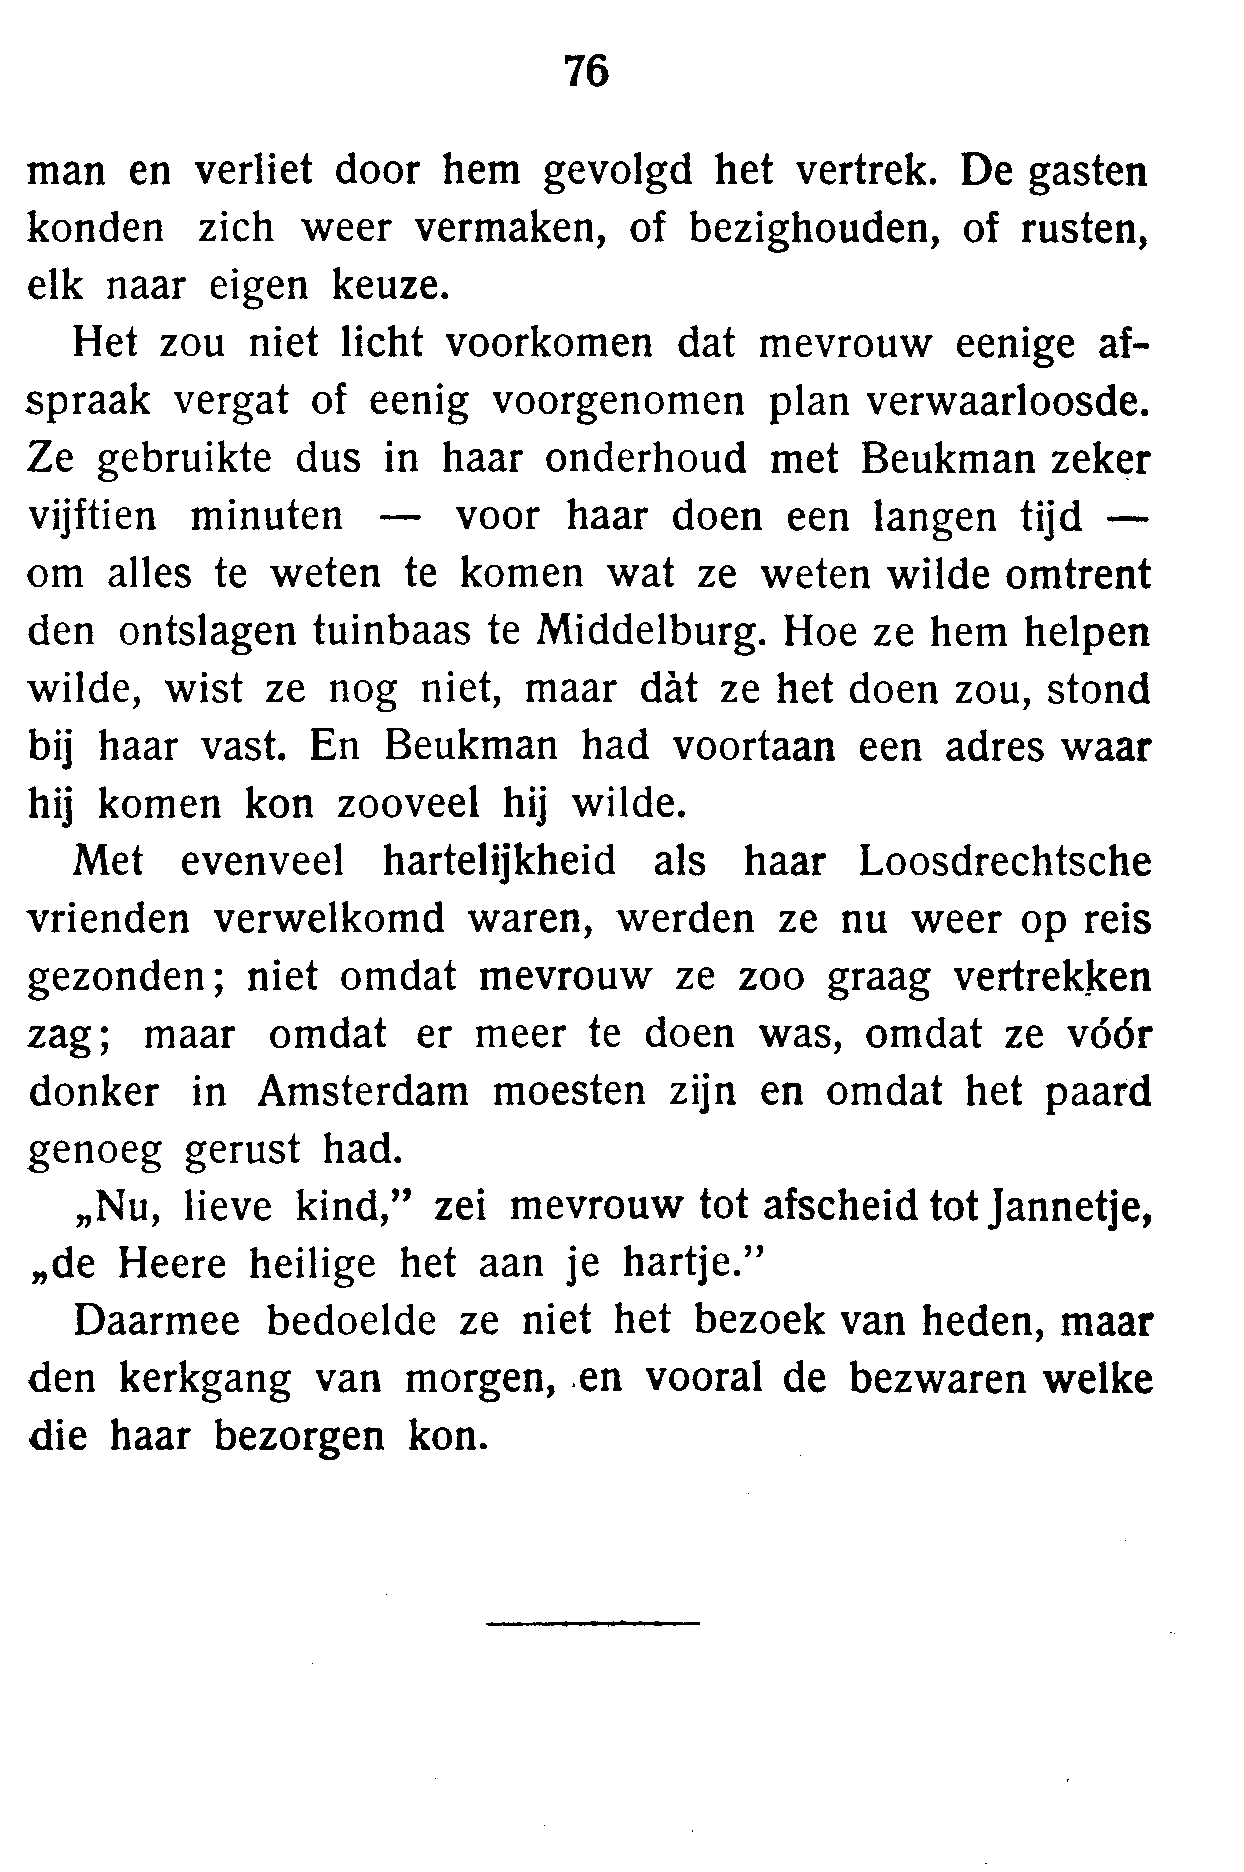 76
man en verliet door hem gevolgd het vertrek. De gasten
konden zich weer vermaken, of bezighouden, of rusten,
elk naar eigen keuze.
Het zou niet licht voorkomen dat mevrouw eenige af-
spraak vergat of eenig voorgenomen plan verwaarloosde.
Ze gebruikte dus in haar onderhoud met Beukman zeker
vijftien minuten — voor haar doen een langen tijd —
om alles te weten te komen wat ze weten wilde omtrent
den ontslagen tuinbaas te Middelburg. Hoe ze hem helpen
wilde, wist ze nog niet, maar dàt ze het doen zou, stond
bij haar vast. En Beukman had voortaan een adres waar
hij komen kon zooveel hij wilde.
Met evenveel hartelijkheid als haar Loosdrechtsche
vrienden verwelkomd waren, werden ze nu weer op reis
gezonden; niet omdat mevrouw ze zoo graag vertrekken
zag; maar omdat er meer te doen was, omdat ze vóór
donker in Amsterdam moesten zijn en omdat het paard
genoeg gerust had.
„Nu, lieve kind,” zei mevrouw tot afscheid tot Jannetje,
„de Heere heilige het aan je hartje.”
Daarmee bedoelde ze niet het bezoek van heden, maar
den kerkgang van morgen, en vooral de bezwaren welke
die haar bezorgen kon.